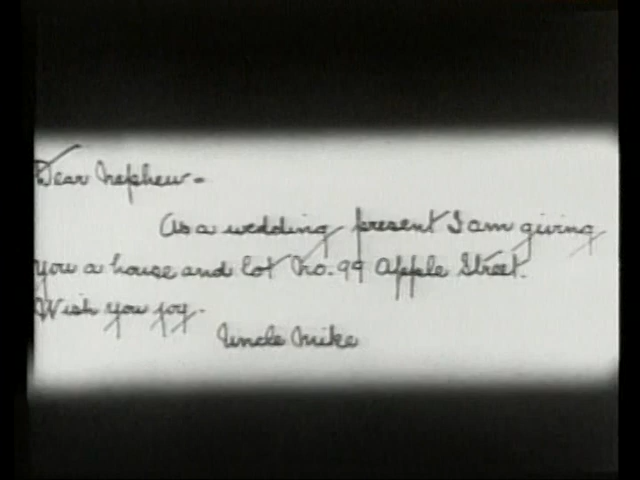 Dear Nephew-
As a wedding present I am giving
you a house and lot No. 99 Apple Street.
Wish you joy.
Uncle Mike